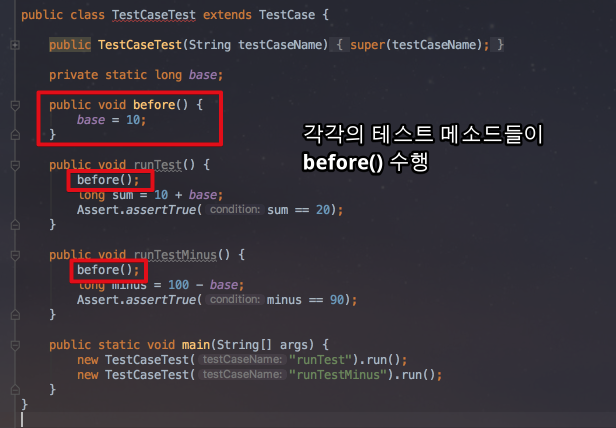 public class TestCaseTest extends TestCase {
public TestCaseTest(String testCaseName) { super(testCaseName); }
private static long base;
public void before() {
base = 10;
}
각각의 테스트 메소드들이
before() 수행
public void runTest() {
before();
long sum = 10 + base;
Assert.assertTrue( condition: sum == 20);
}
public void runTestMinus() {
before();
long minus = 100 - base;
Assert.assertTrue( condition: minus == 90);
}
public static void main(String[] args) {
new TestCaseTest( testCaseName: "runTest").run();
new TestCaseTest( testCaseName: "runTestMinus").run();
}
}